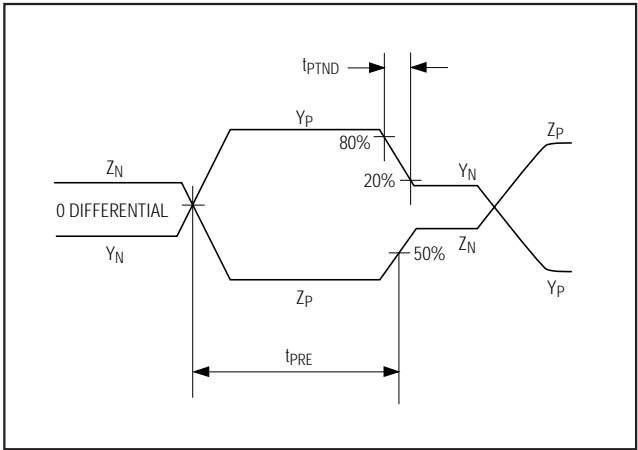 tPTND
YP
ZP
80%
ZN
YN
20%
0 DIFFERENTIAL
YN
ZN
50%
ZP
YP
tPRE